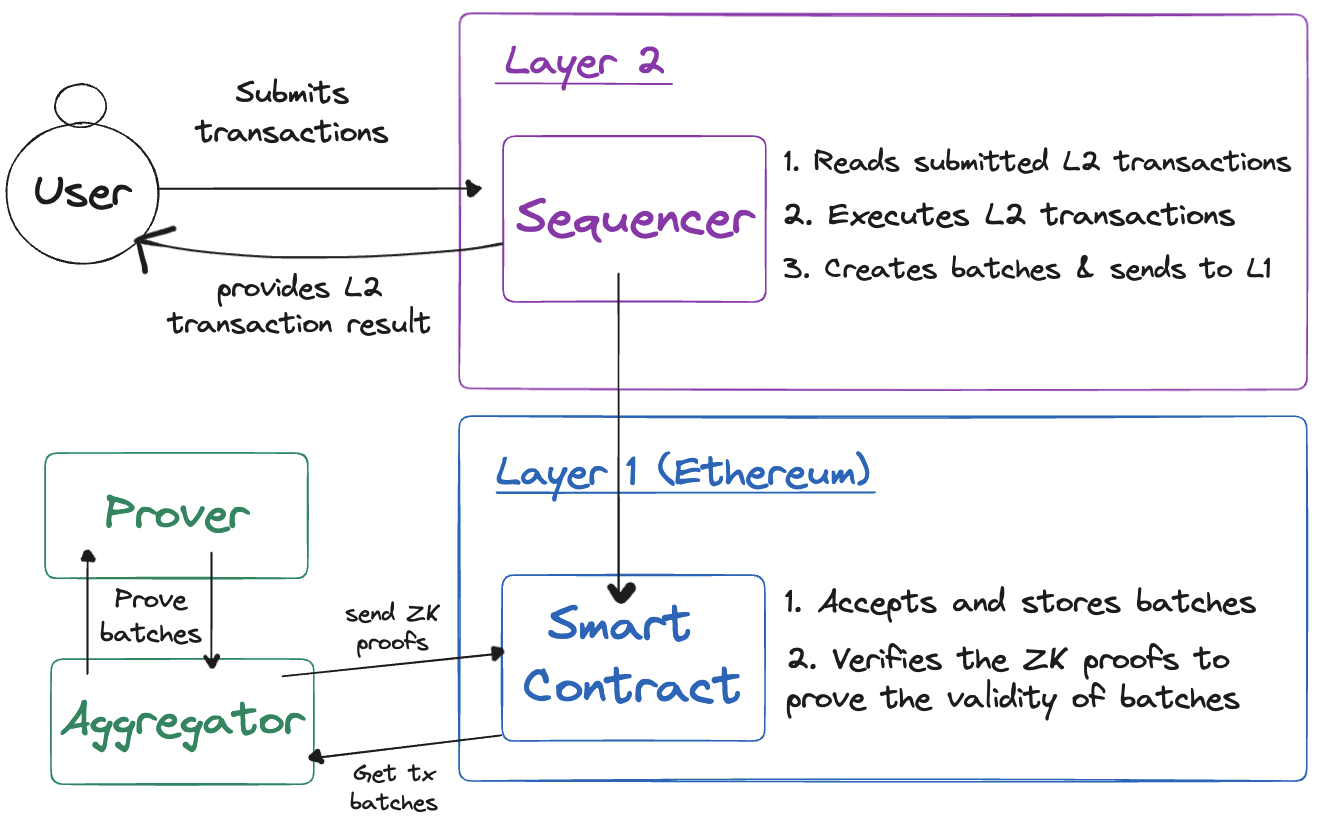 Layer 2
Submits
transactions
User
Sequencer
1. Reads submitted L2 transactions
2. Executes L2 transactions
3. Creates batches & sends to L1
provides L2
transaction result
Layer 1 (Ethereum)
Prover
Prove
batches
Aggregator
send ZK
proofs
Get tx
batches
Smart
Contract
1. Accepts and stores batches
2. Verifies the ZK proofs to
prove the validity of batches